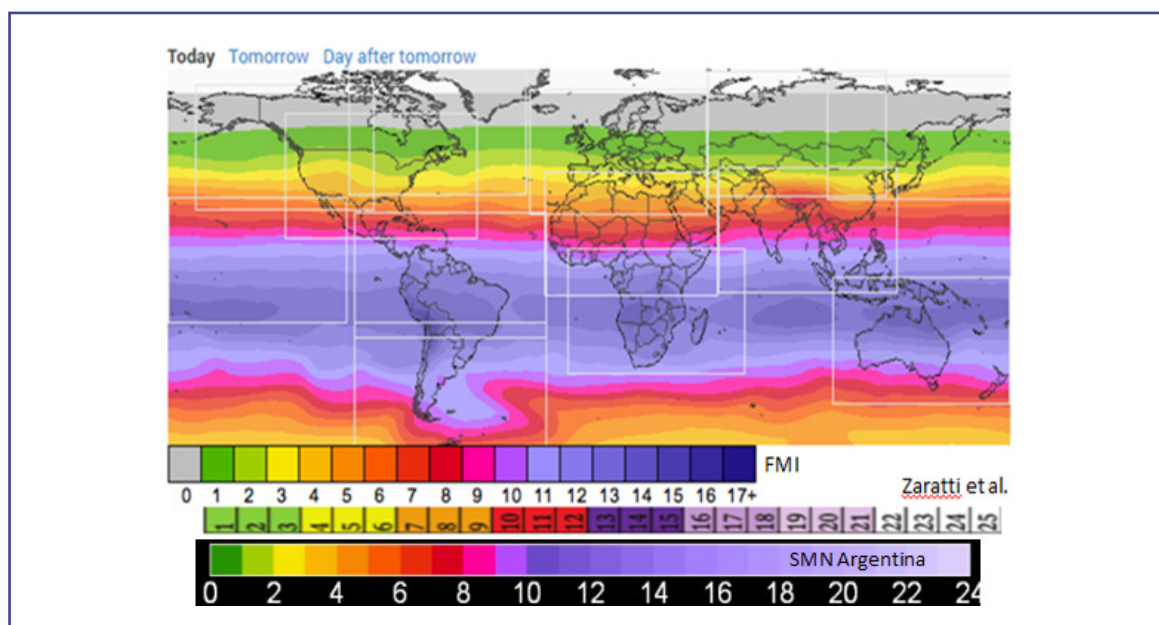 Today Tomorrow Day after tomorrow
FMI
0 1 2 3 4 5 6 7 8 9 10 11 12 13 14 15 16 17+
Zaratti et al.
1 2 3 4 5 6 7 8 9 10 11 12 13 14 15 16 17 18 19 20 21 22 23 24 25
SMN Argentina
0 2 4 6 8 10 12 14 16 18 20 22 24